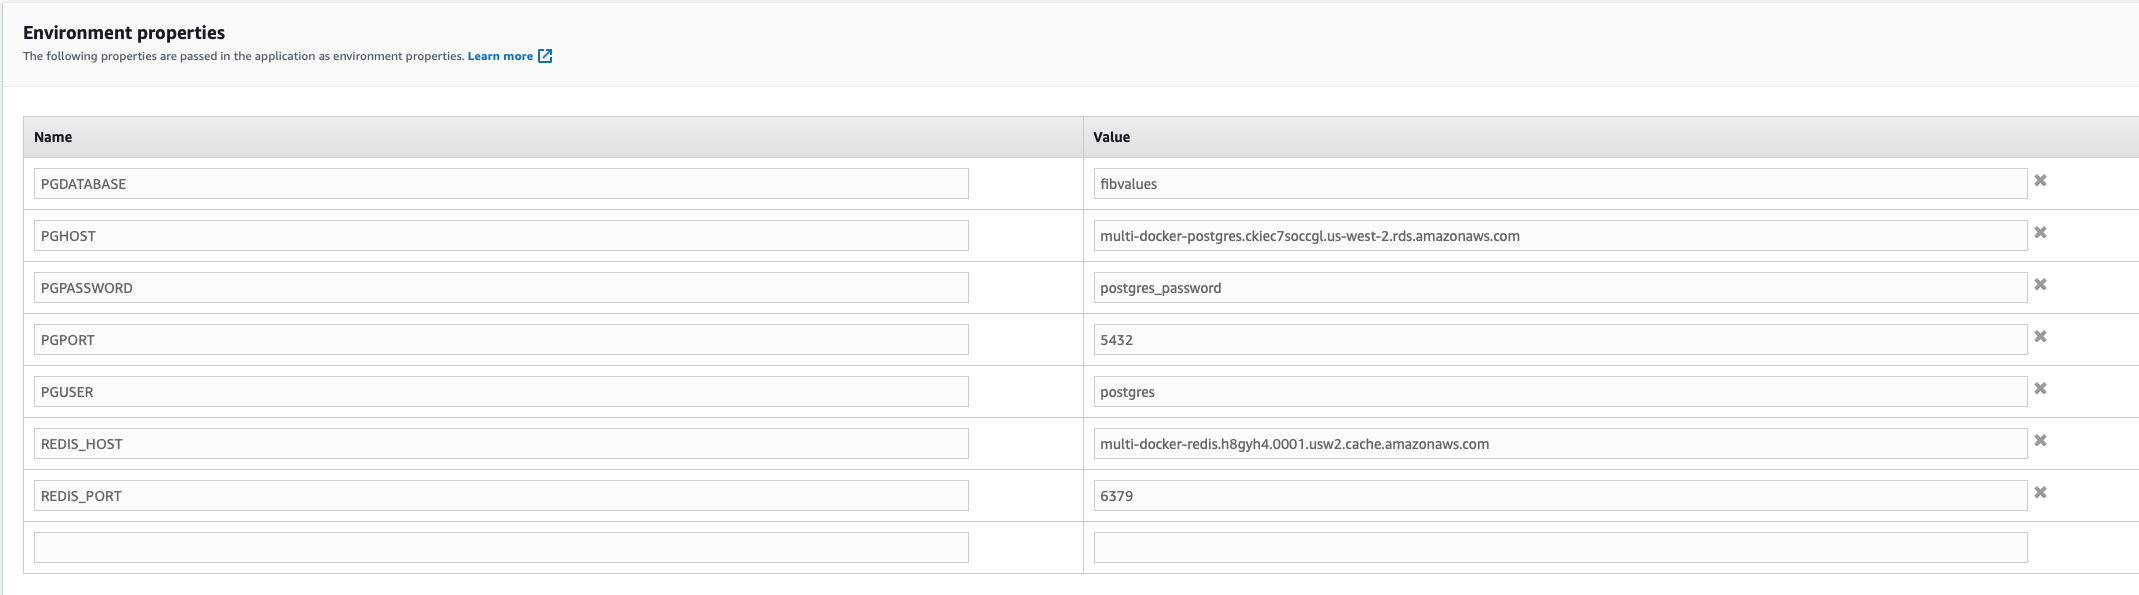 Environment properties
The following properties are passed in the application as environment properties. Learn more
Name Value
PGDATABASE fibvalues
PGHOST multi-docker-postgres.ckiec7soccgl.us-west-2.rds.amazonaws.com
PGPASSWORD postgres_password
PGPORT 5432
PGUSER postgres
REDIS_HOST multi-docker-redis.h8gyh4.0001.usw2.cache.amazonaws.com
REDIS_PORT 6379